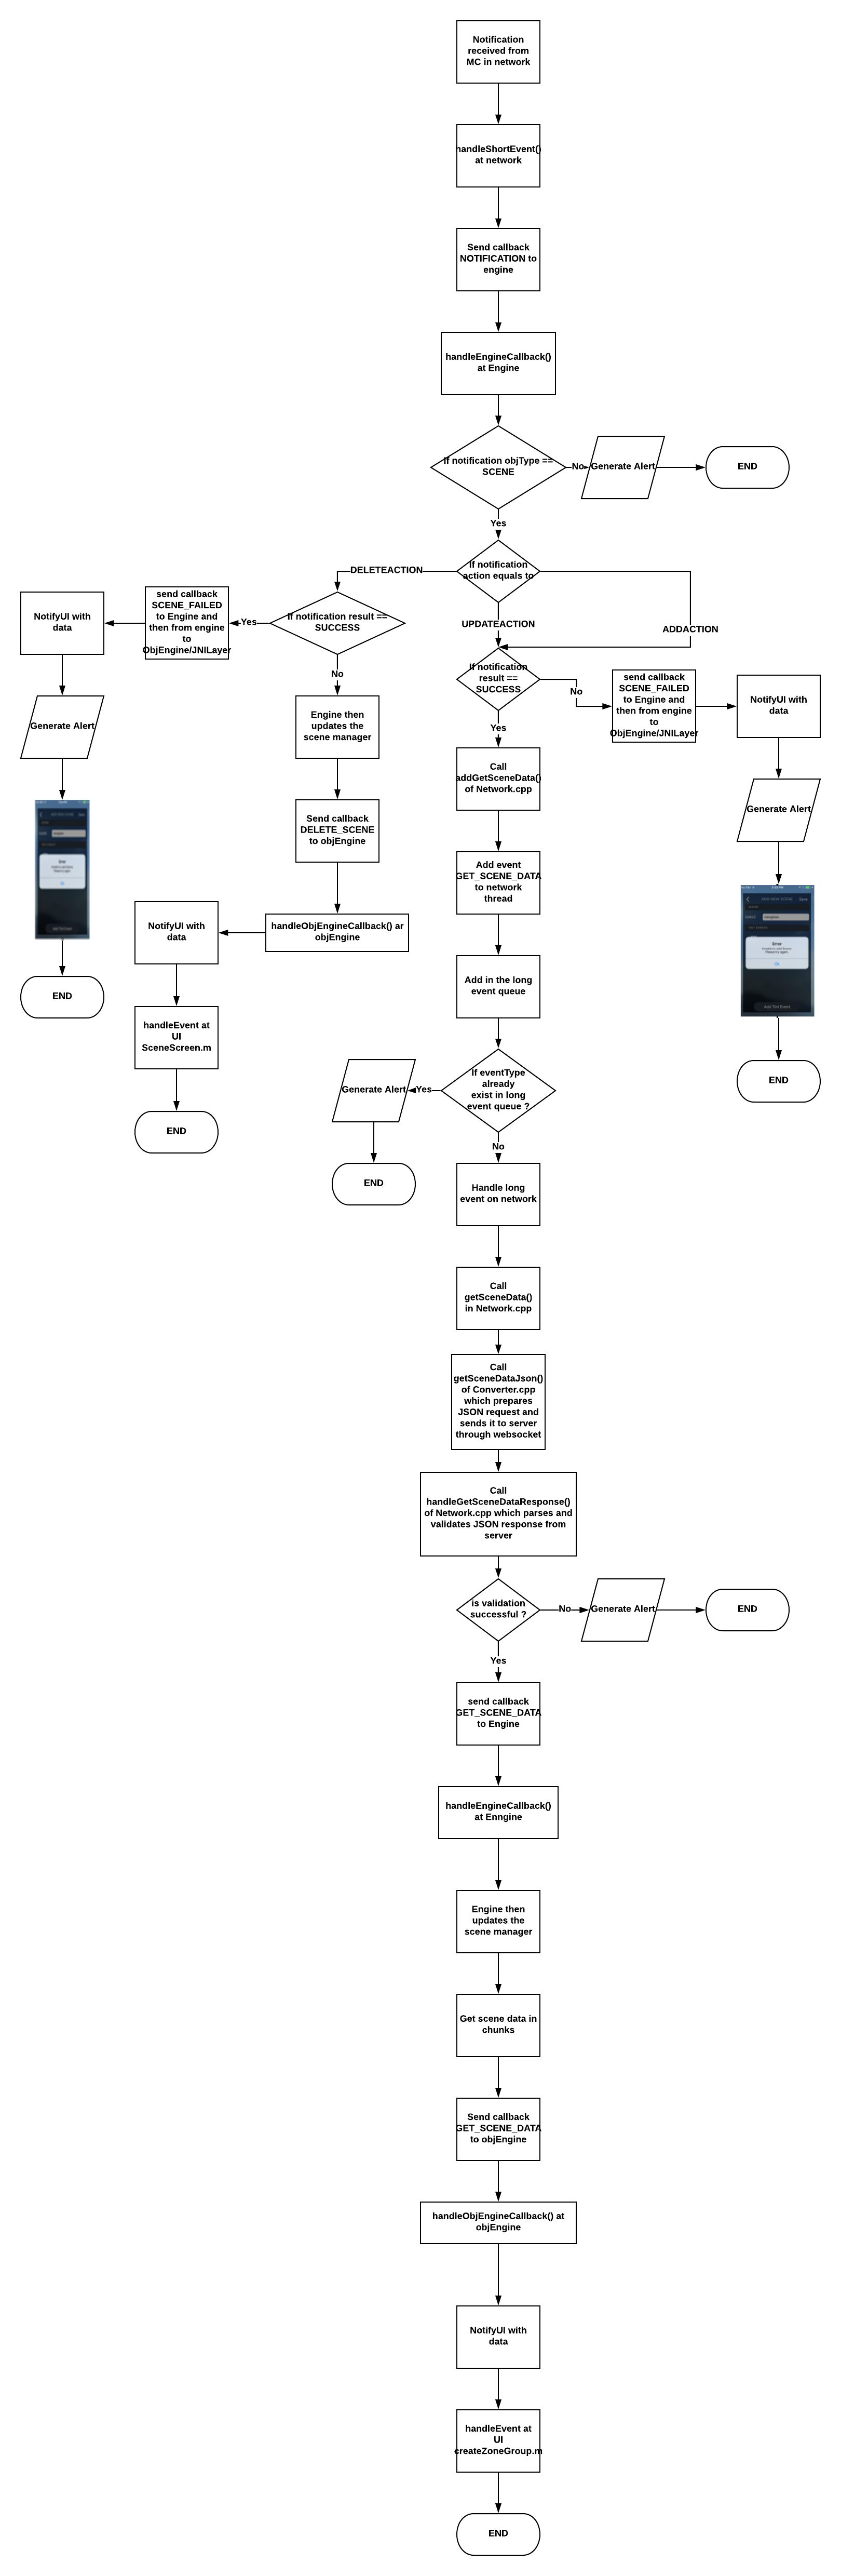 Notification
received from
MC in network
handleShortEvent()
at network
Send callback
NOTIFICATION to
engine
handleEngineCallback()
at Engine
If notification objType ==
SCENE
No
Generate Alert
END
Yes
If notification
action equals to
DELETEACTION
UPDATEACTION
ADDACTION
If notification result ==
SUCCESS
Yes
send callback
SCENE_FAILED
to Engine and
then from engine
to
ObjEngine/JNILayer
NotifyUI with
data
Generate Alert
END
No
Engine then
updates the
scene manager
Send callback
DELETE_SCENE
to objEngine
handleObjEngineCallback() ar
objEngine
NotifyUI with
data
handleEvent at
UI
SceneScreen.m
END
If notification
result ==
SUCCESS
No
send callback
SCENE_FAILED
to Engine and
then from engine
to
ObjEngine/JNILayer
NotifyUI with
data
Generate Alert
Error
END
Yes
Call
addGetSceneData()
of Network.cpp
Add event
GET_SCENE_DATA
to network
thread
Add in the long
event queue
If eventType
already
exist in long
event queue ?
Yes
Generate Alert
END
No
Handle long
event on network
Call
getSceneData()
in Network.cpp
Call
getSceneDataJson()
of Converter.cpp
which prepares
JSON request and
sends it to server
through websocket
Call
handleGetSceneDataResponse()
of Network.cpp which parses and
validates JSON response from
server
is validation
successful ?
No
Generate Alert
END
Yes
send callback
GET_SCENE_DATA
to Engine
handleEngineCallback()
at Enngine
Engine then
updates the
scene manager
Get scene data in
chunks
Send callback
GET_SCENE_DATA
to objEngine
handleObjEngineCallback() at
objEngine
NotifyUI with
data
handleEvent at
UI
createZoneGroup.m
END